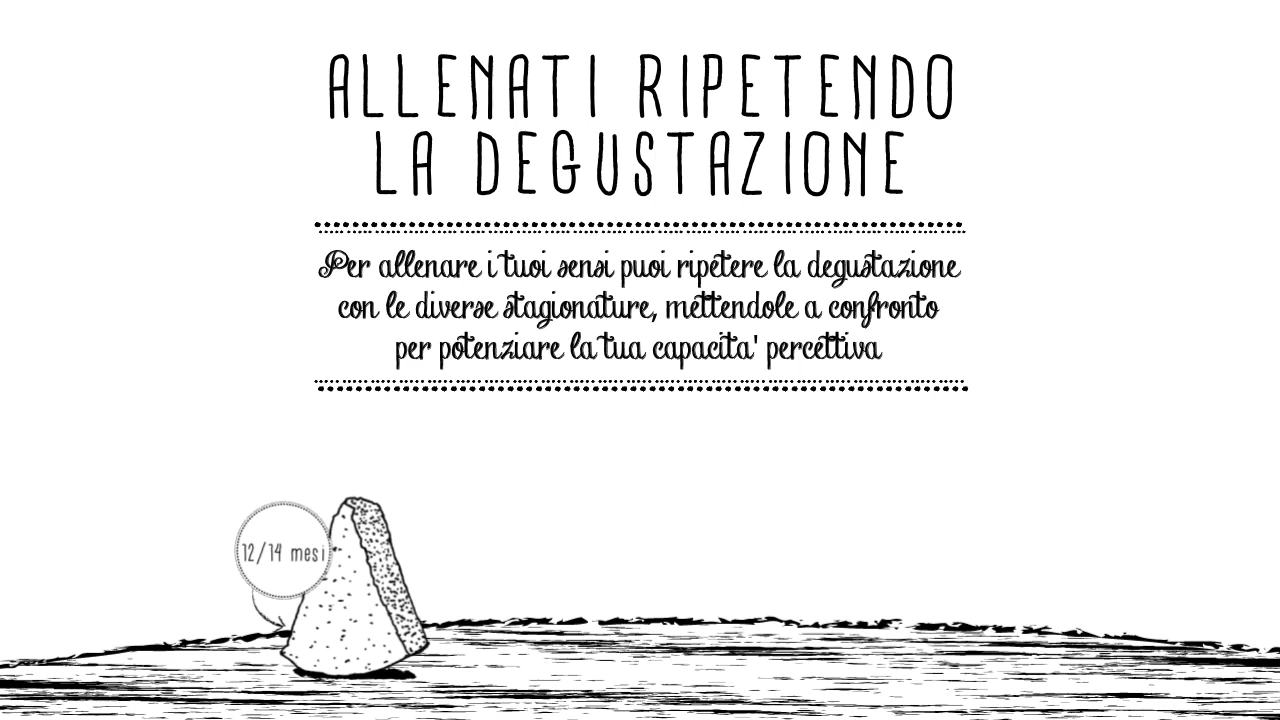 ALLENATI RIPETENDO
LA DEGUSTAZIONE
Per allenare i tuoi sensi puoi ripetere la degustazione
con le diverse stagionature, mettendole a confronto
per potenziare la tua capacita' percettiva
12/14 mesi